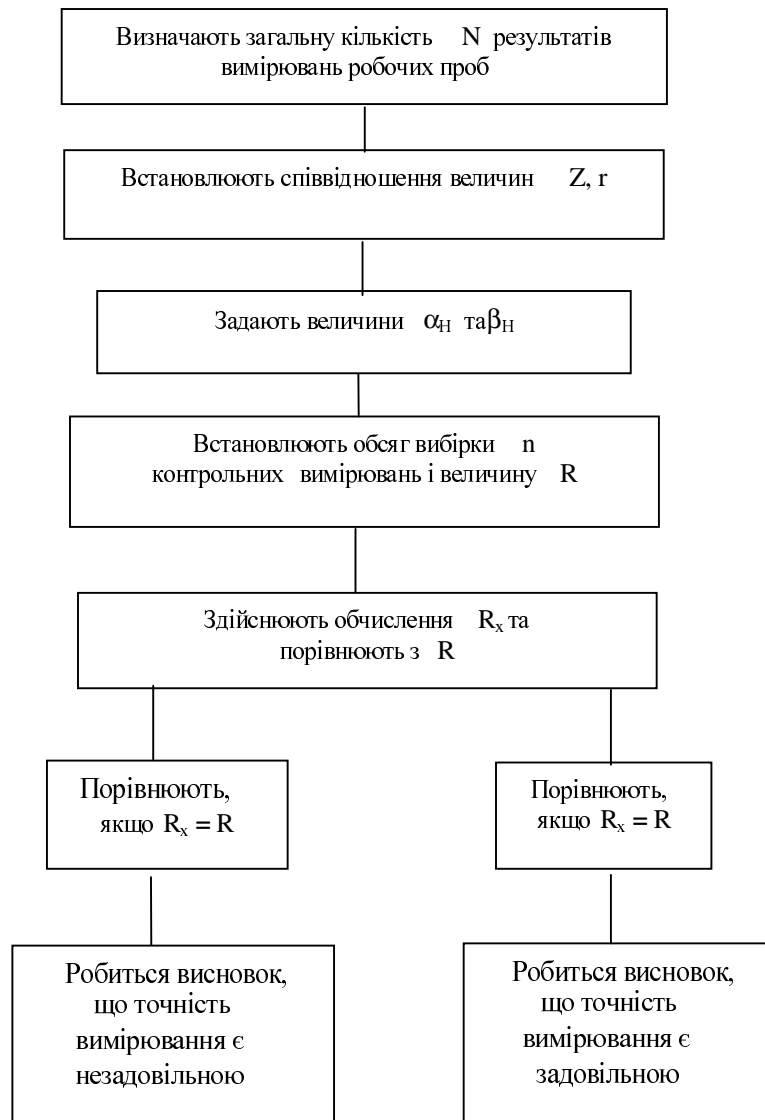 Визначають загальну кількість N результатів
вимірювань робочих проб
Встановлюють співвідношення величин Z, r
Задають величини αН та βН
Встановлюють обсяг вибірки n
контрольних вимірювань і величину R
Здійснюють обчислення Rx та
порівнюють з R
Порівнюють,
якщо Rx = R
Робиться висновок,
що точність
вимірювання є
незадовільною
Порівнюють,
якщо Rx = R
Робиться висновок,
що точність
вимірювання є
задовільною